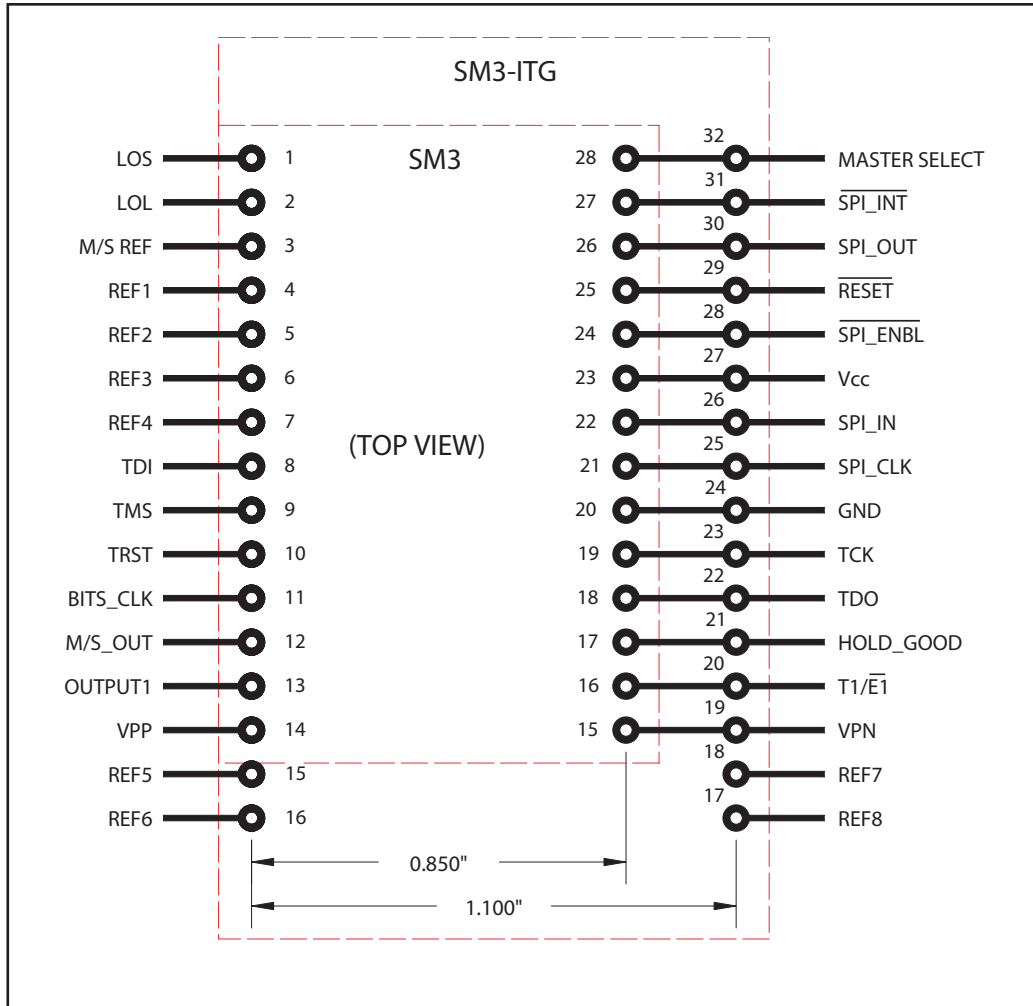 SM3-ITG
SM3
32
LOS 1 28 MASTER SELECT
31
LOL 2 27 SPI_INT
30
M/S REF 3 26 SPI_OUT
29
REF1 4 25 RESET
28
REF2 5 24 SPI_ENBL
27
REF3 6 23 Vcc
26
REF4 7 22 SPI_IN
(TOP VIEW)
25
TDI 8 21 SPI_CLK
24
TMS 9 20 GND
23
TRST 10 19 TCK
22
BITS_CLK 11 18 TDO
21
M/S_OUT 12 17 HOLD_GOOD
20
OUTPUT1 13 16 T1/E1
19
VPP 14 15 VPN
18
REF5 15 REF7
17
REF6 16 REF8
0.850"
1.100"